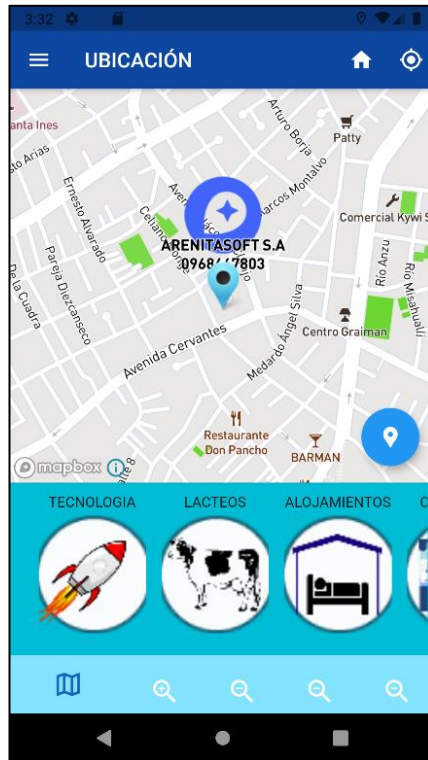 3:32
UBICACIÓN
anta Ines
sto Arias
Arturo Borja
Patty
Ernesto Alvarado
Marcos Montalvo
Comercial Kywi S
ARENITASOFT S.A
Pareja Diezcanseco
De la Cuadra
Río Anzu
Río Misahuallí
Medardo Ángel Silva
Centro Graiman
Avenida Cervantes
Restaurante
Don Pancho
BARMAN
mapbox
TECNOLOGIA LACTEOS ALOJAMIENTOS